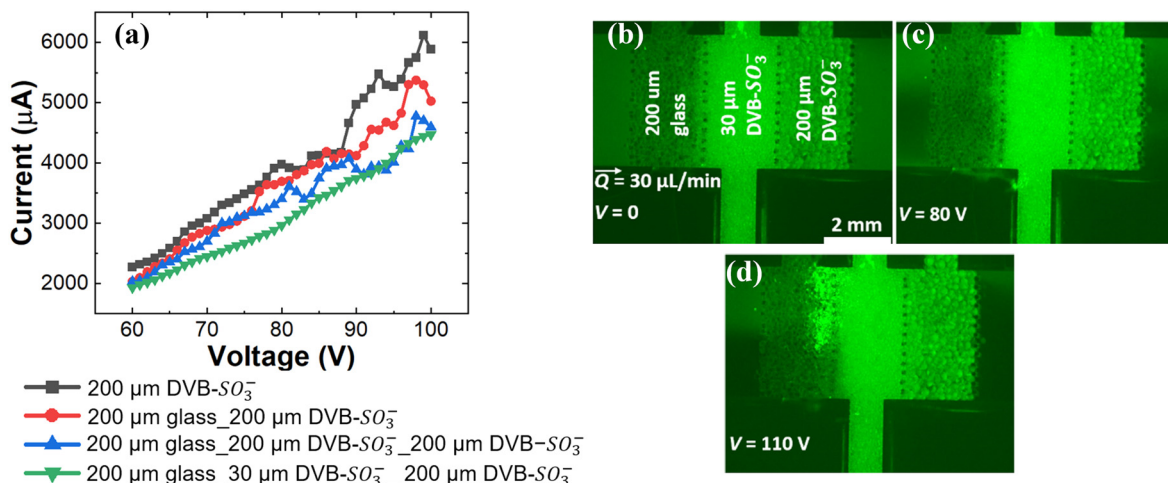 (a)
6000
5000
4000
3000
2000
Current (μA)
60 70 80 90 100
Voltage (V)
200 μm DVB-SO₃⁻
200 μm glass_200 μm DVB-SO₃⁻
200 μm glass_200 μm DVB-SO₃⁻_200 μm DVB−SO₃⁻
200 μm glass_30 μm DVB-SO₃⁻_200 μm DVB-SO₃⁻
(b)
200 um
glass
30 μm
DVB-SO₃⁻
200 μm
DVB-SO₃⁻
Q = 30 μL/min
V = 0
2 mm
(c)
V = 80 V
(d)
V = 110 V